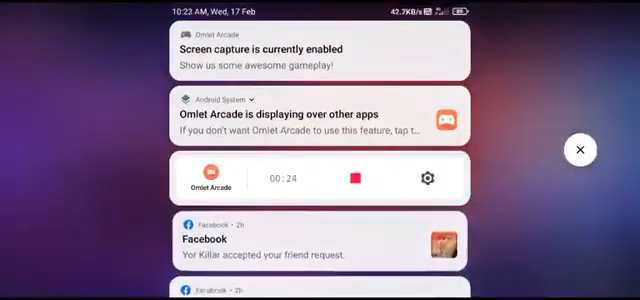 10:23 AM, Wed, 17 Feb
42.7KB/s
Omlet Arcade
Screen capture is currently enabled
Show us some awesome gameplay!
Android System
Omlet Arcade is displaying over other apps
If you don't want Omlet Arcade to use this feature, tap t...
Omlet Arcade
00:24
Facebook • 2h
Facebook
Yor Killar accepted your friend request.
Facebook • 2h